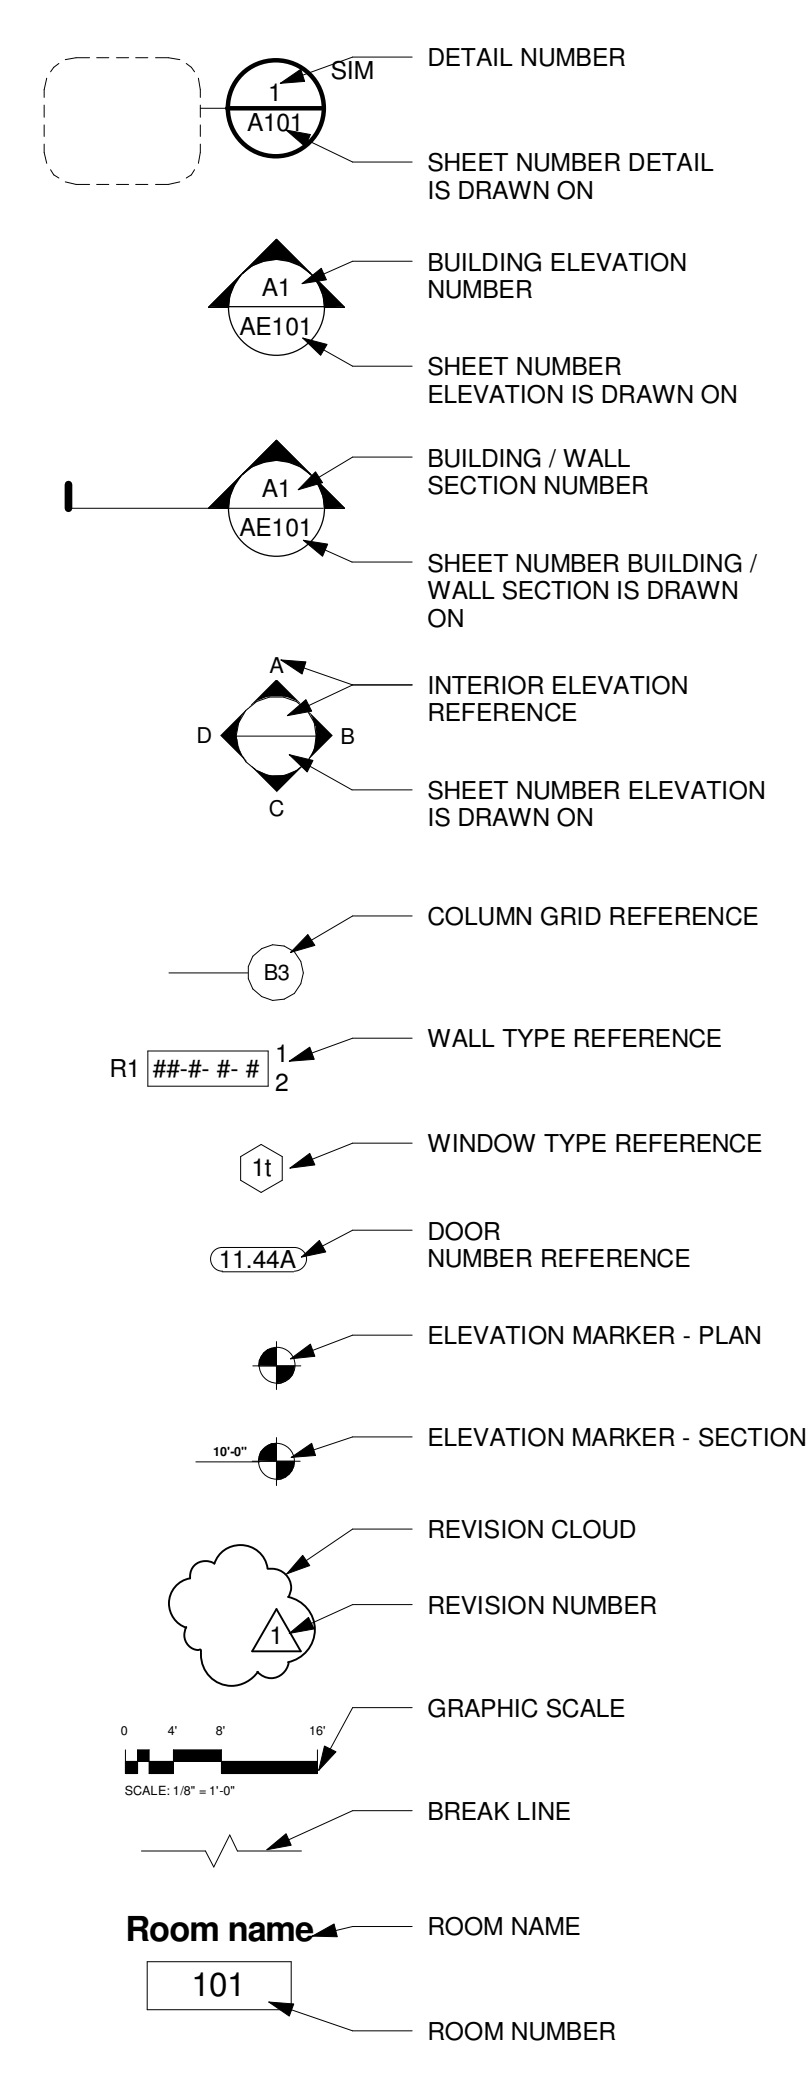 SIM
1
A101
DETAIL NUMBER
SHEET NUMBER DETAIL
IS DRAWN ON
A1
AE101
BUILDING ELEVATION
NUMBER
SHEET NUMBER
ELEVATION IS DRAWN ON
A1
AE101
BUILDING / WALL
SECTION NUMBER
SHEET NUMBER BUILDING /
WALL SECTION IS DRAWN
ON
A
D
B
C
INTERIOR ELEVATION
REFERENCE
SHEET NUMBER ELEVATION
IS DRAWN ON
B3
COLUMN GRID REFERENCE
R1 ##-#- #- # 1
2
WALL TYPE REFERENCE
1t
WINDOW TYPE REFERENCE
11.44A
DOOR
NUMBER REFERENCE
ELEVATION MARKER - PLAN
10'-0"
ELEVATION MARKER - SECTION
REVISION CLOUD
1
REVISION NUMBER
0 4' 8' 16'
SCALE: 1/8" = 1'-0"
GRAPHIC SCALE
BREAK LINE
Room name
ROOM NAME
101
ROOM NUMBER